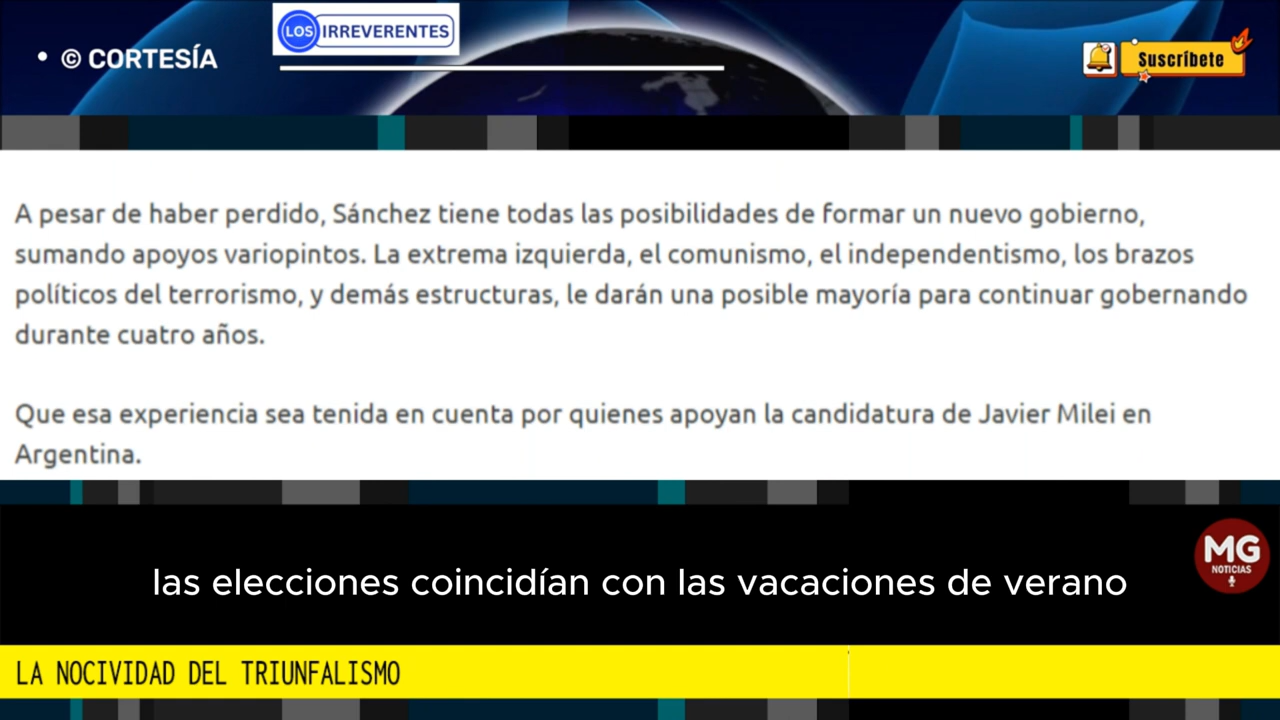 • © CORTESÍA
LOS IRREVERENTES
Suscríbete
A pesar de haber perdido, Sánchez tiene todas las posibilidades de formar un nuevo gobierno,
sumando apoyos variopintos. La extrema izquierda, el comunismo, el independentismo, los brazos
políticos del terrorismo, y demás estructuras, le darán una posible mayoría para continuar gobernando
durante cuatro años.
Que esa experiencia sea tenida en cuenta por quienes apoyan la candidatura de Javier Milei en
Argentina.
MG
NOTICIAS
las elecciones coincidían con las vacaciones de verano
LA NOCIVIDAD DEL TRIUNFALISMO